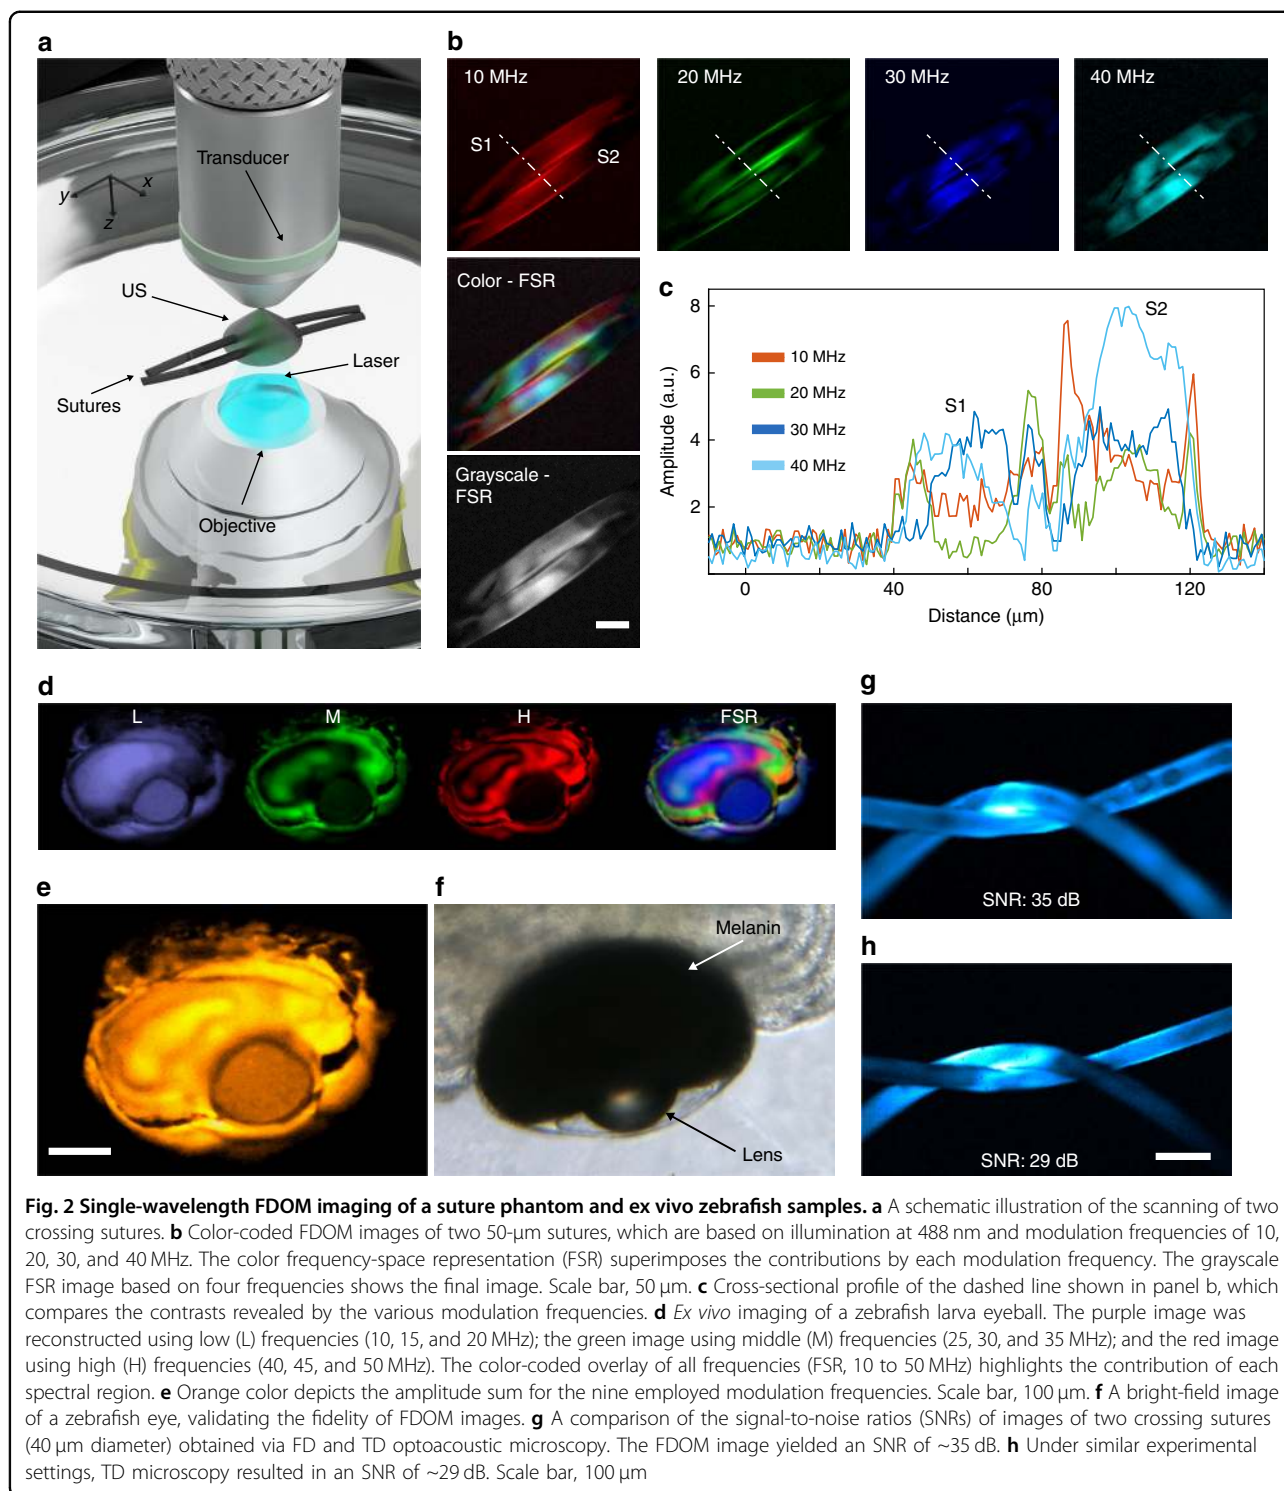 a
Transducer
y
x
z
US
Laser
Sutures
Objective
b
10 MHz
S1
S2
20 MHz
30 MHz
40 MHz
Color - FSR
Grayscale -
FSR
c
8
6
4
2
Amplitude (a.u.)
10 MHz
20 MHz
30 MHz
40 MHz
S1
S2
0
40
80
120
Distance (μm)
d
L
M
H
FSR
e
f
Melanin
Lens
g
SNR: 35 dB
h
SNR: 29 dB
Fig. 2 Single-wavelength FDOM imaging of a suture phantom and ex vivo zebrafish samples. a A schematic illustration of the scanning of two
crossing sutures. b Color-coded FDOM images of two 50-μm sutures, which are based on illumination at 488 nm and modulation frequencies of 10,
20, 30, and 40 MHz. The color frequency-space representation (FSR) superimposes the contributions by each modulation frequency. The grayscale
FSR image based on four frequencies shows the final image. Scale bar, 50 μm. c Cross-sectional profile of the dashed line shown in panel b, which
compares the contrasts revealed by the various modulation frequencies. d Ex vivo imaging of a zebrafish larva eyeball. The purple image was
reconstructed using low (L) frequencies (10, 15, and 20 MHz); the green image using middle (M) frequencies (25, 30, and 35 MHz); and the red image
using high (H) frequencies (40, 45, and 50 MHz). The color-coded overlay of all frequencies (FSR, 10 to 50 MHz) highlights the contribution of each
spectral region. e Orange color depicts the amplitude sum for the nine employed modulation frequencies. Scale bar, 100 μm. f A bright-field image
of a zebrafish eye, validating the fidelity of FDOM images. g A comparison of the signal-to-noise ratios (SNRs) of images of two crossing sutures
(40 μm diameter) obtained via FD and TD optoacoustic microscopy. The FDOM image yielded an SNR of ~35 dB. h Under similar experimental
settings, TD microscopy resulted in an SNR of ~29 dB. Scale bar, 100 μm